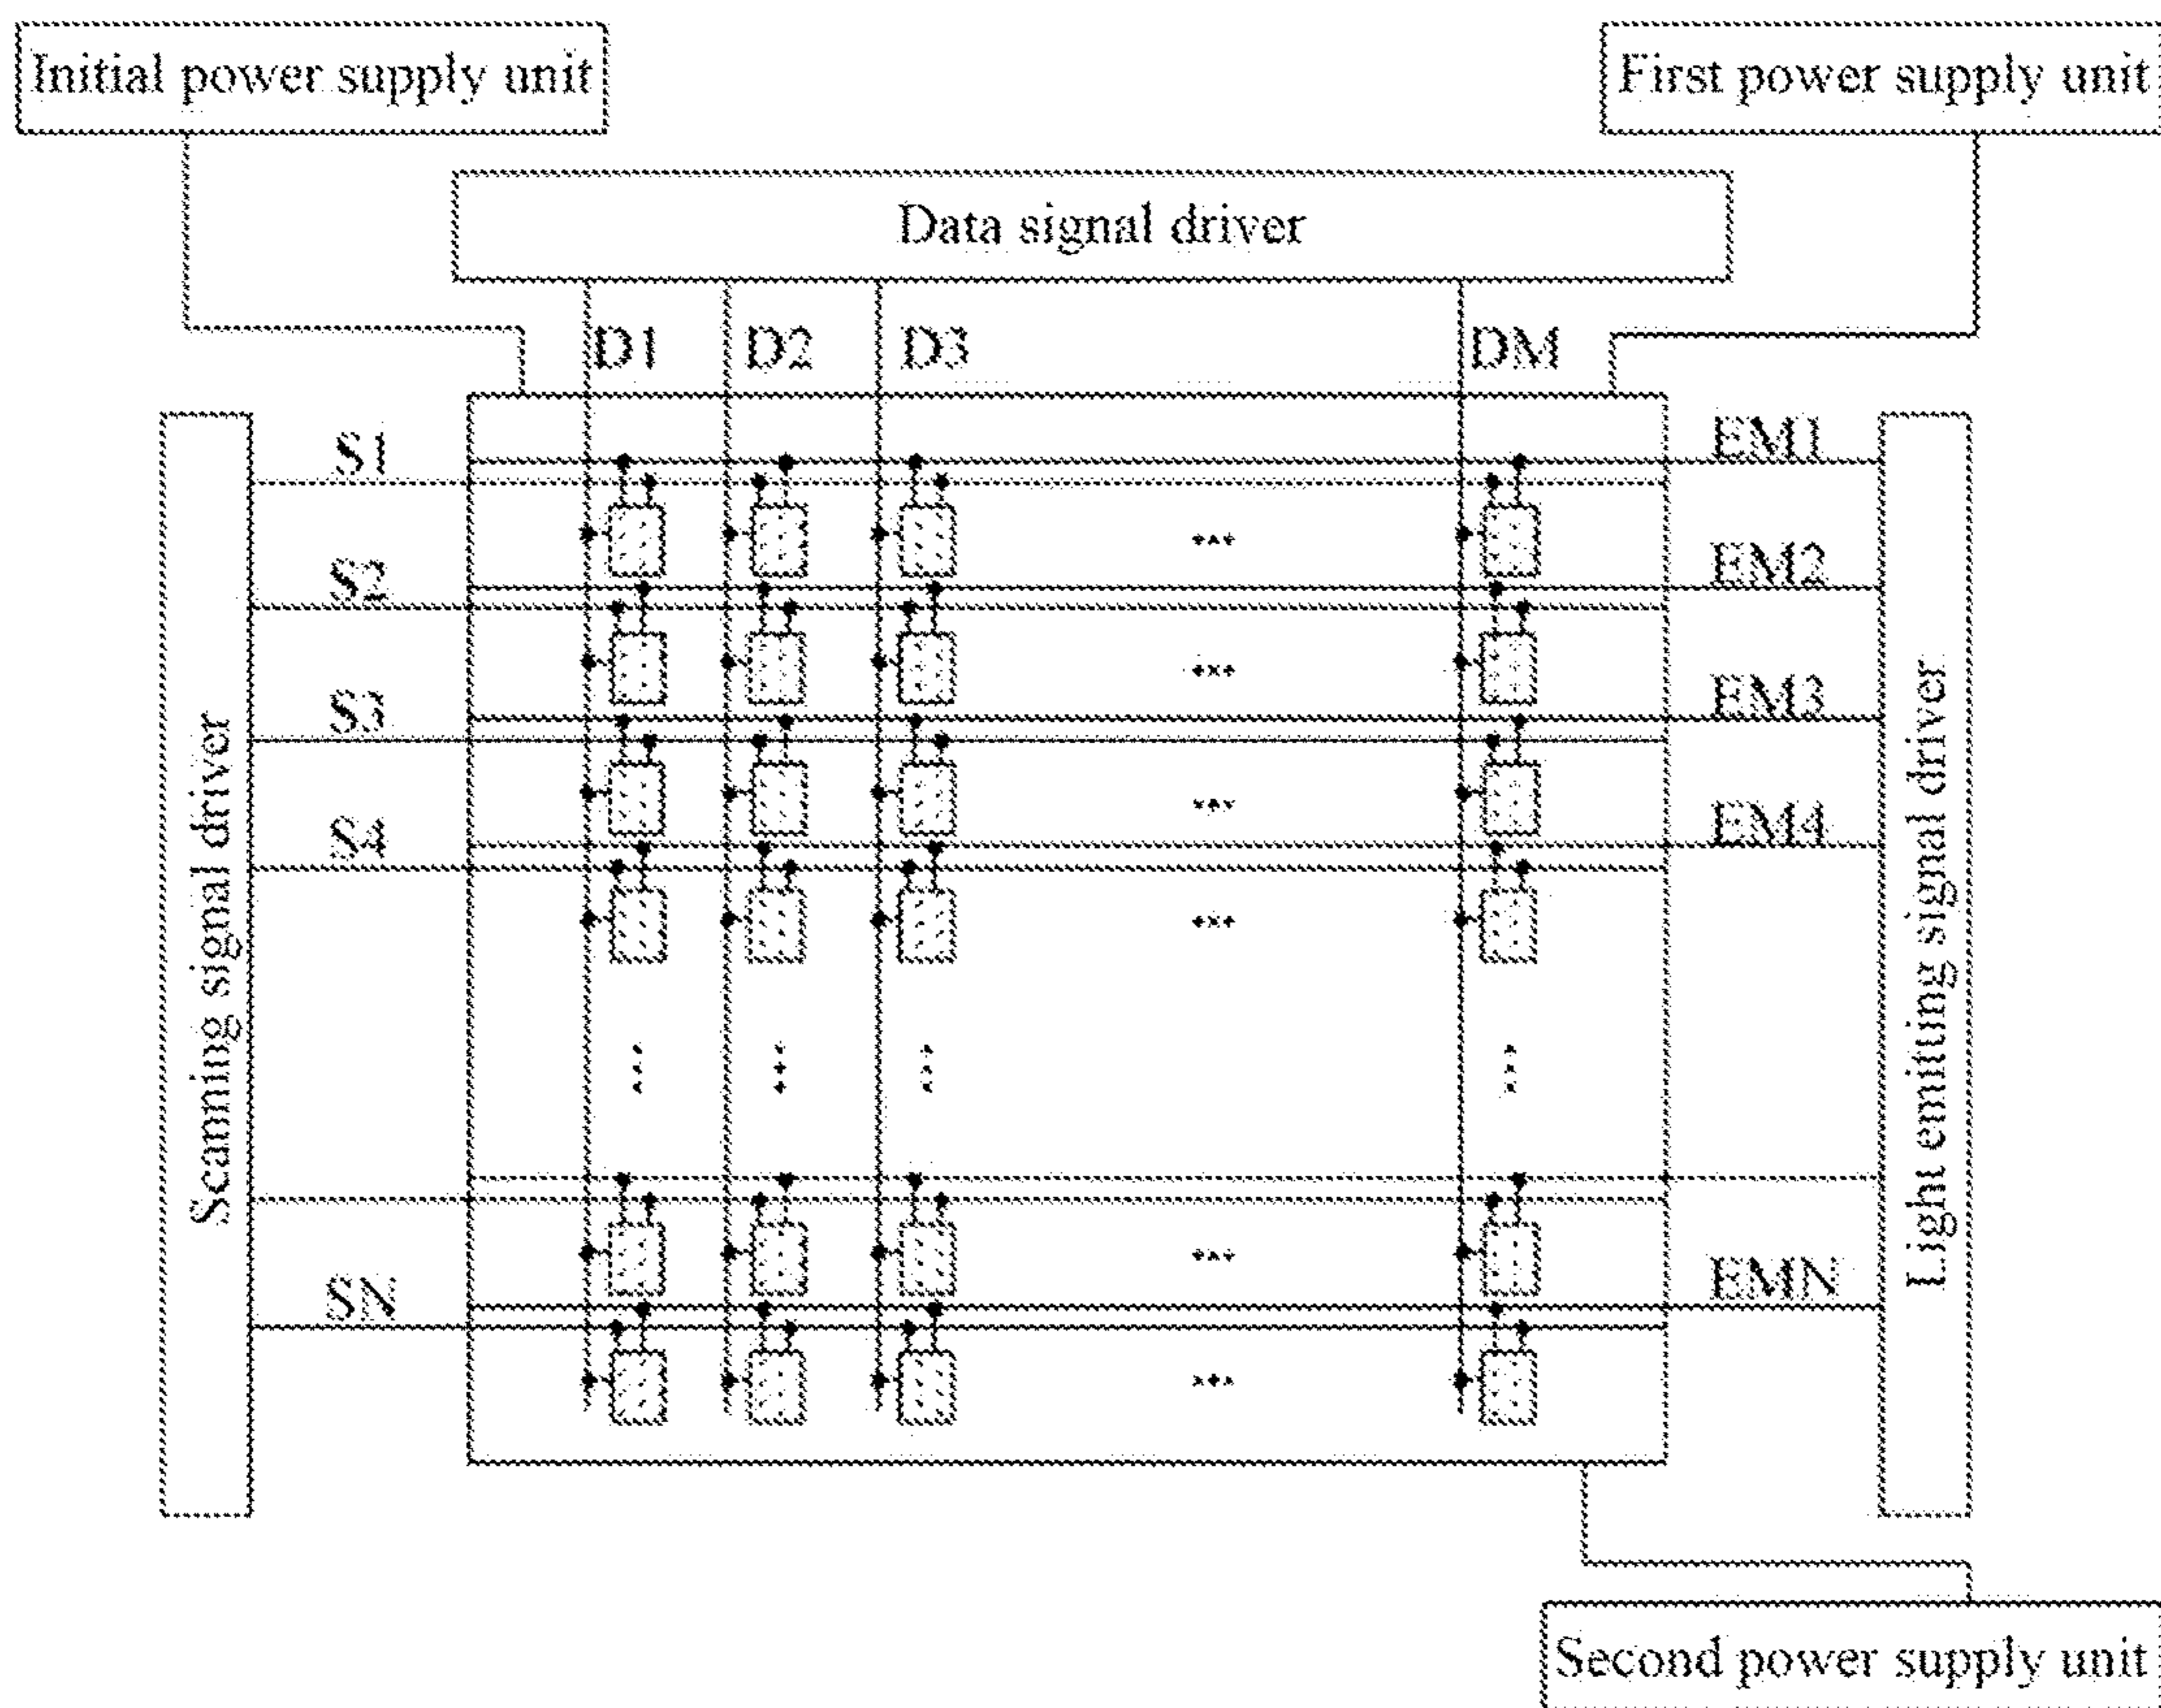 Initial power supply unit
First power supply unit
Data signal driver
D1 D2 D3 DM
S1 EM1
S2 EM2
S3 EM3
S4 EM4
Scanning signal driver
Light emitting signal driver
SN EMN
Second power supply unit